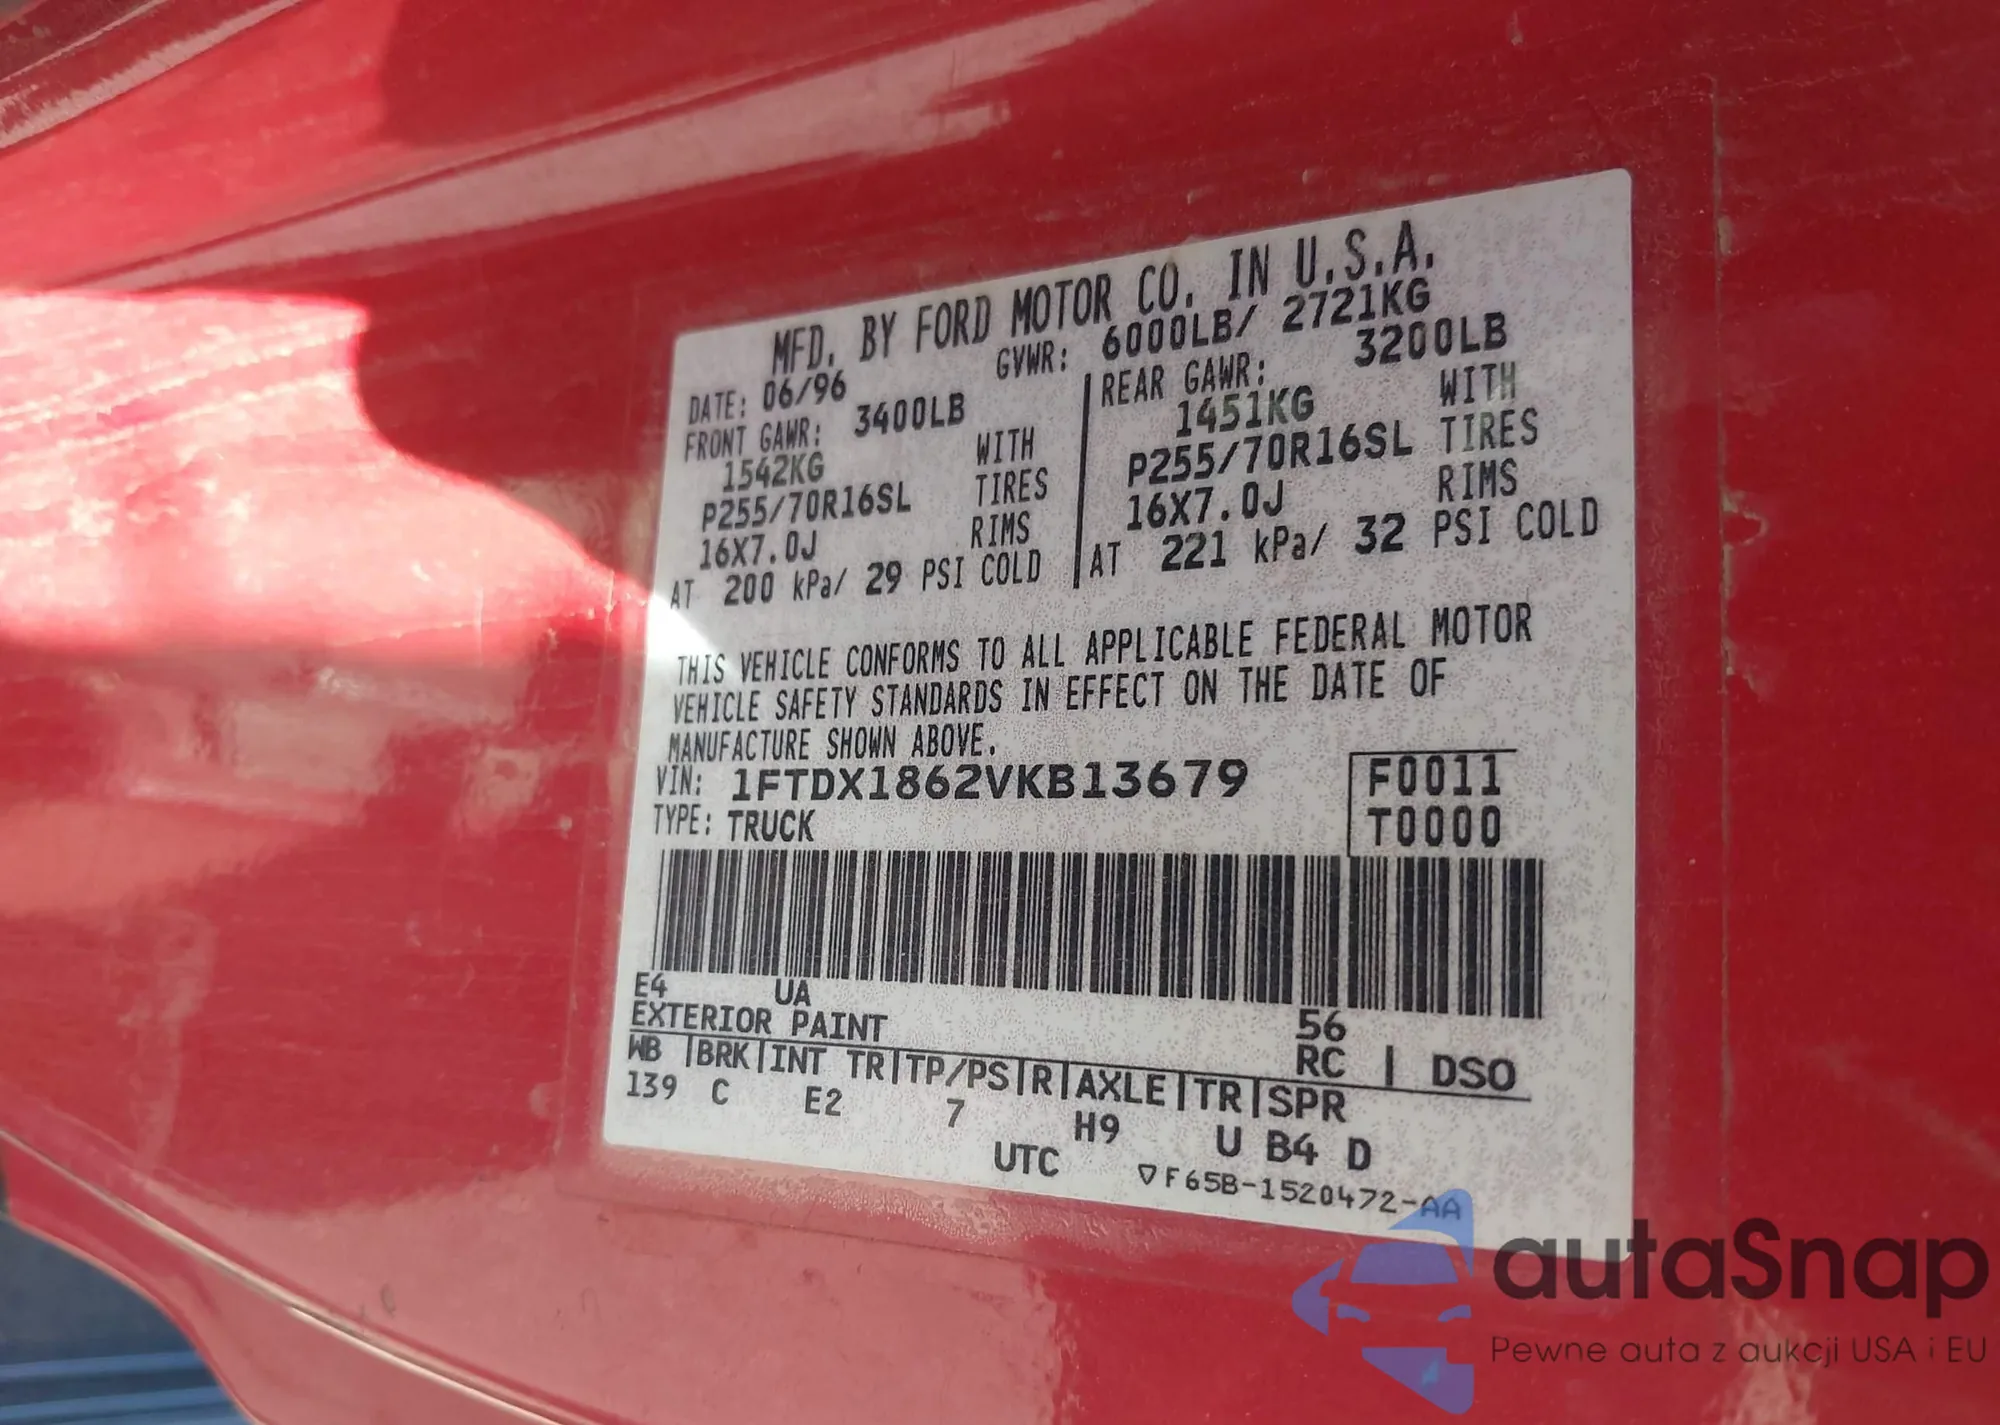 MFD. BY FORD MOTOR CO. IN U.S.A.
DATE: 06/96 GVWR: 6000LB/ 2721KG
FRONT GAWR: 3400LB
1542KG WITH
P255/70R16SL TIRES
16X7.0J RIMS
AT 200 kPa/ 29 PSI COLD
REAR GAWR: 3200LB
1451KG WITH
P255/70R16SL TIRES
16X7.0J RIMS
AT 221 kPa/ 32 PSI COLD
THIS VEHICLE CONFORMS TO ALL APPLICABLE FEDERAL MOTOR
VEHICLE SAFETY STANDARDS IN EFFECT ON THE DATE OF
MANUFACTURE SHOWN ABOVE.
VIN: 1FTDX1862VKB13679 F0011
TYPE: TRUCK T0000
E4 UA 56
EXTERIOR PAINT RC | DSO
WB |BRK|INT TR|TP/PS|R|AXLE|TR|SPR
139 C E2 7 H9 U B4 D
UTC ▽F65B-1520472-AA
autaSnap
Pewne auta z aukcji USA i EU